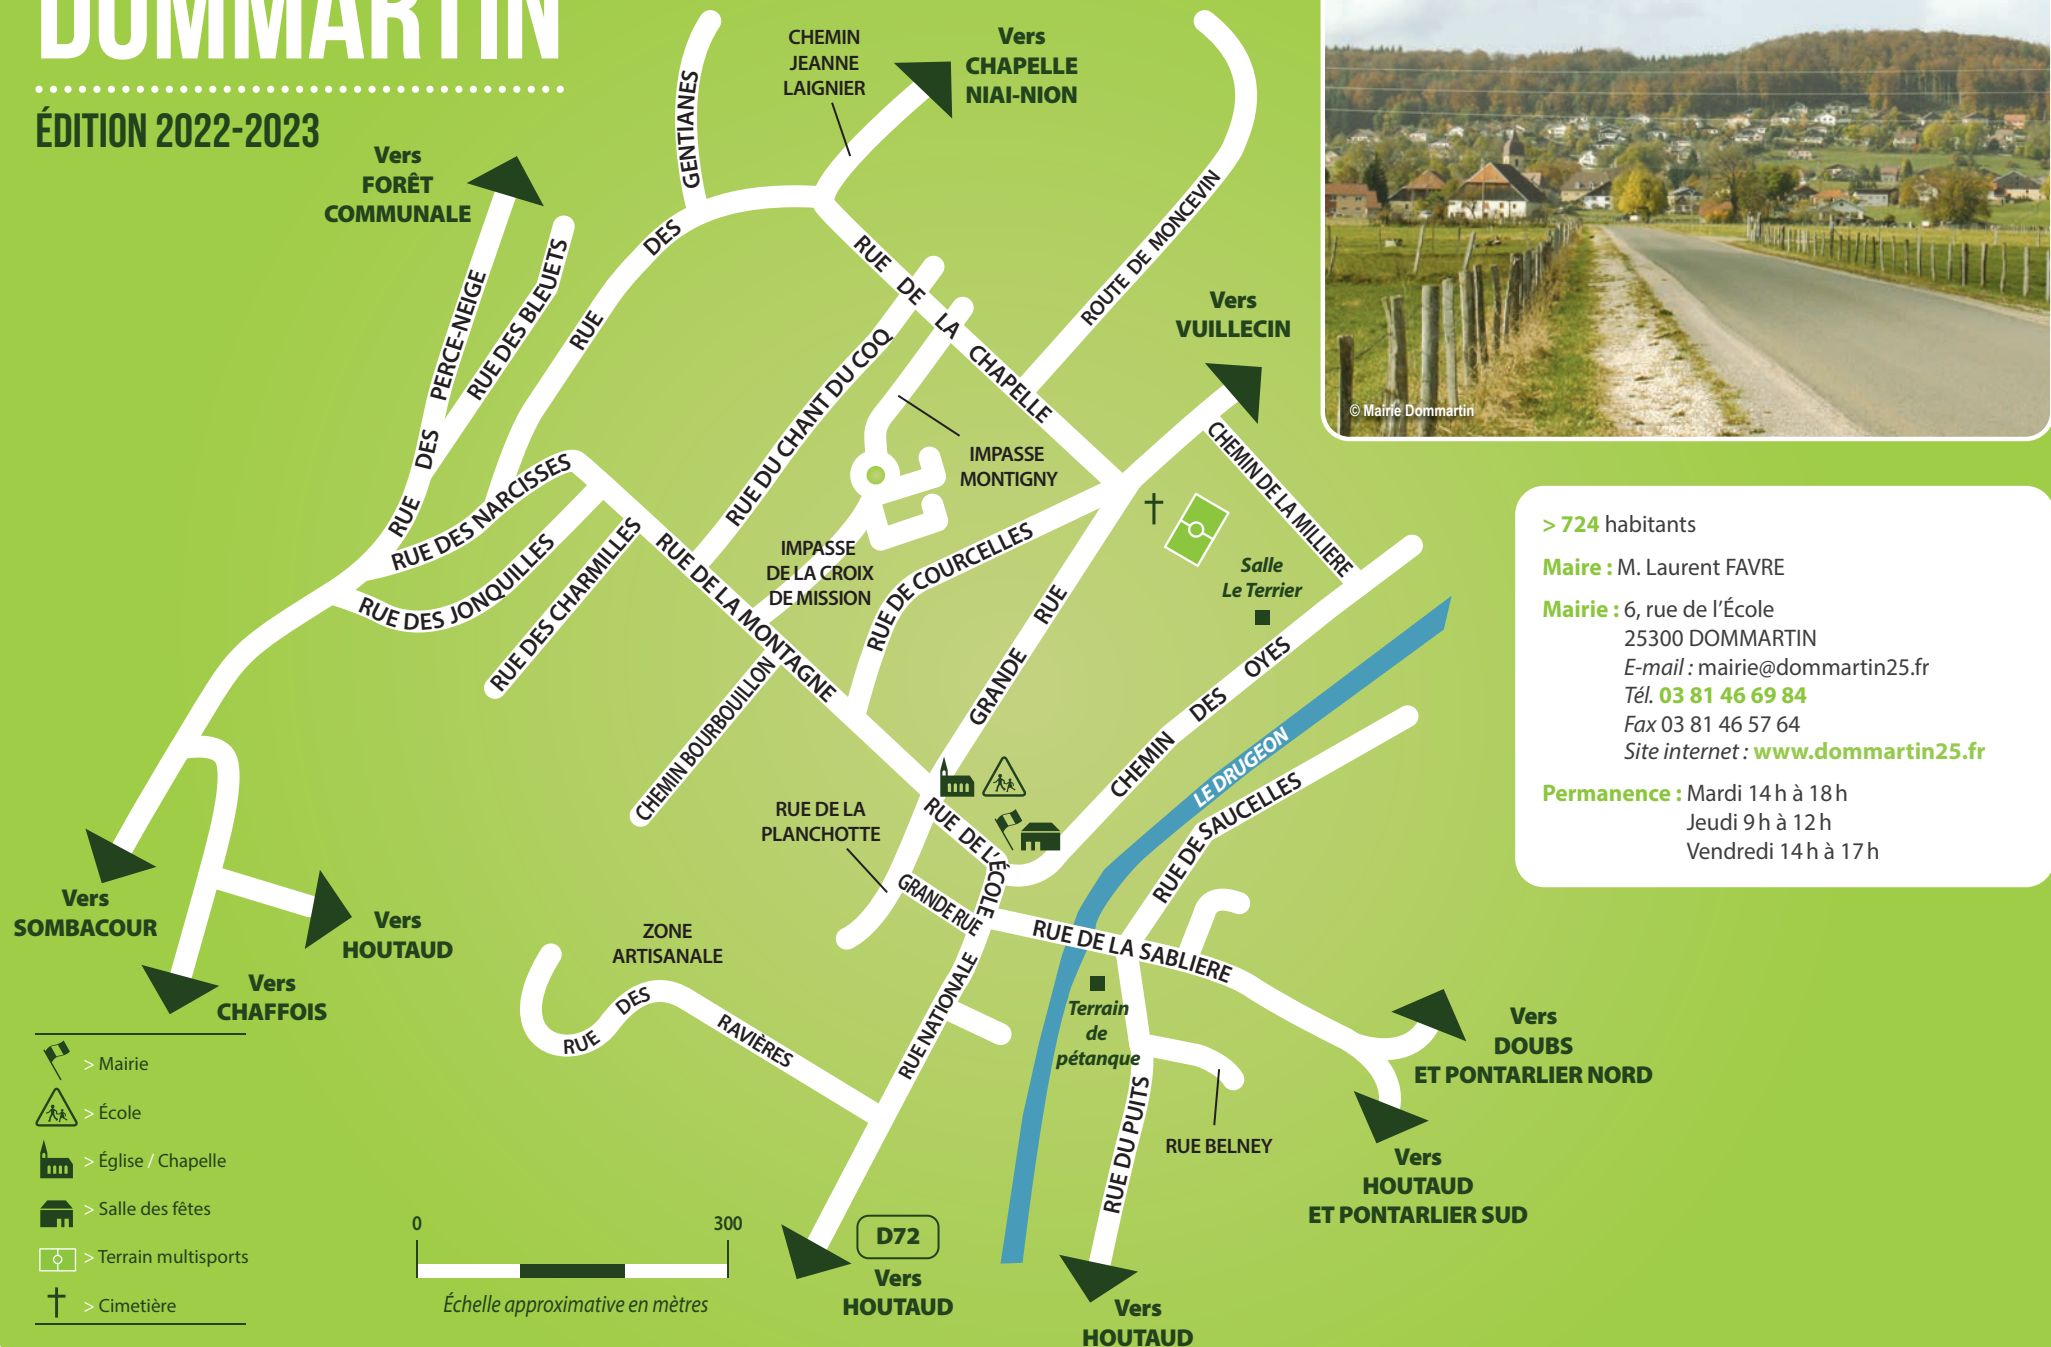 DOMMARTIN
ÉDITION 2022-2023
Vers
FORÊT
COMMUNALE
CHEMIN
JEANNE
LAIGNIER
Vers
CHAPELLE
NIAI-NION
RUE DES GENTIANES
RUE DE LA CHAPELLE
ROUTE DE MONCEVIN
Vers
VUILLECIN
RUE DES PERCE-NEIGE
RUE DES BLEUETS
RUE DU CHANT DU COQ
IMPASSE
MONTIGNY
CHEMIN DE LA MILLIERE
RUE DES NARCISSES
RUE DES JONQUILLES
RUE DES CHARMILLES
RUE DE LA MONTAGNE
IMPASSE
DE LA CROIX
DE MISSION
RUE DE COURCELLES
GRANDE RUE
Salle
Le Terrier
CHEMIN BOURBOUILLON
CHEMIN DES OYES
LE DRUGEON
RUE DE SAUCELLES
RUE DE LA
PLANCHOTTE
RUE DE L'ÉCOLE
GRANDE RUE
RUE DE LA SABLIERE
Vers
SOMBACOUR
Vers
HOUTAUD
Vers
CHAFFOIS
ZONE
ARTISANALE
RUE DES RAVIÈRES
RUE NATIONALE
Terrain
de
pétanque
RUE DU PUITS
RUE BELNEY
Vers
DOUBS
ET PONTARLIER NORD
Vers
HOUTAUD
ET PONTARLIER SUD
D72
Vers
HOUTAUD
Vers
HOUTAUD
> Mairie
> École
> Église / Chapelle
> Salle des fêtes
> Terrain multisports
> Cimetière
0 300
Échelle approximative en mètres
© Mairie Dommartin
> 724 habitants
Maire : M. Laurent FAVRE
Mairie : 6, rue de l'École
25300 DOMMARTIN
E-mail : mairie@dommartin25.fr
Tél. 03 81 46 69 84
Fax 03 81 46 57 64
Site internet : www.dommartin25.fr
Permanence : Mardi 14 h à 18 h
Jeudi 9 h à 12 h
Vendredi 14 h à 17 h